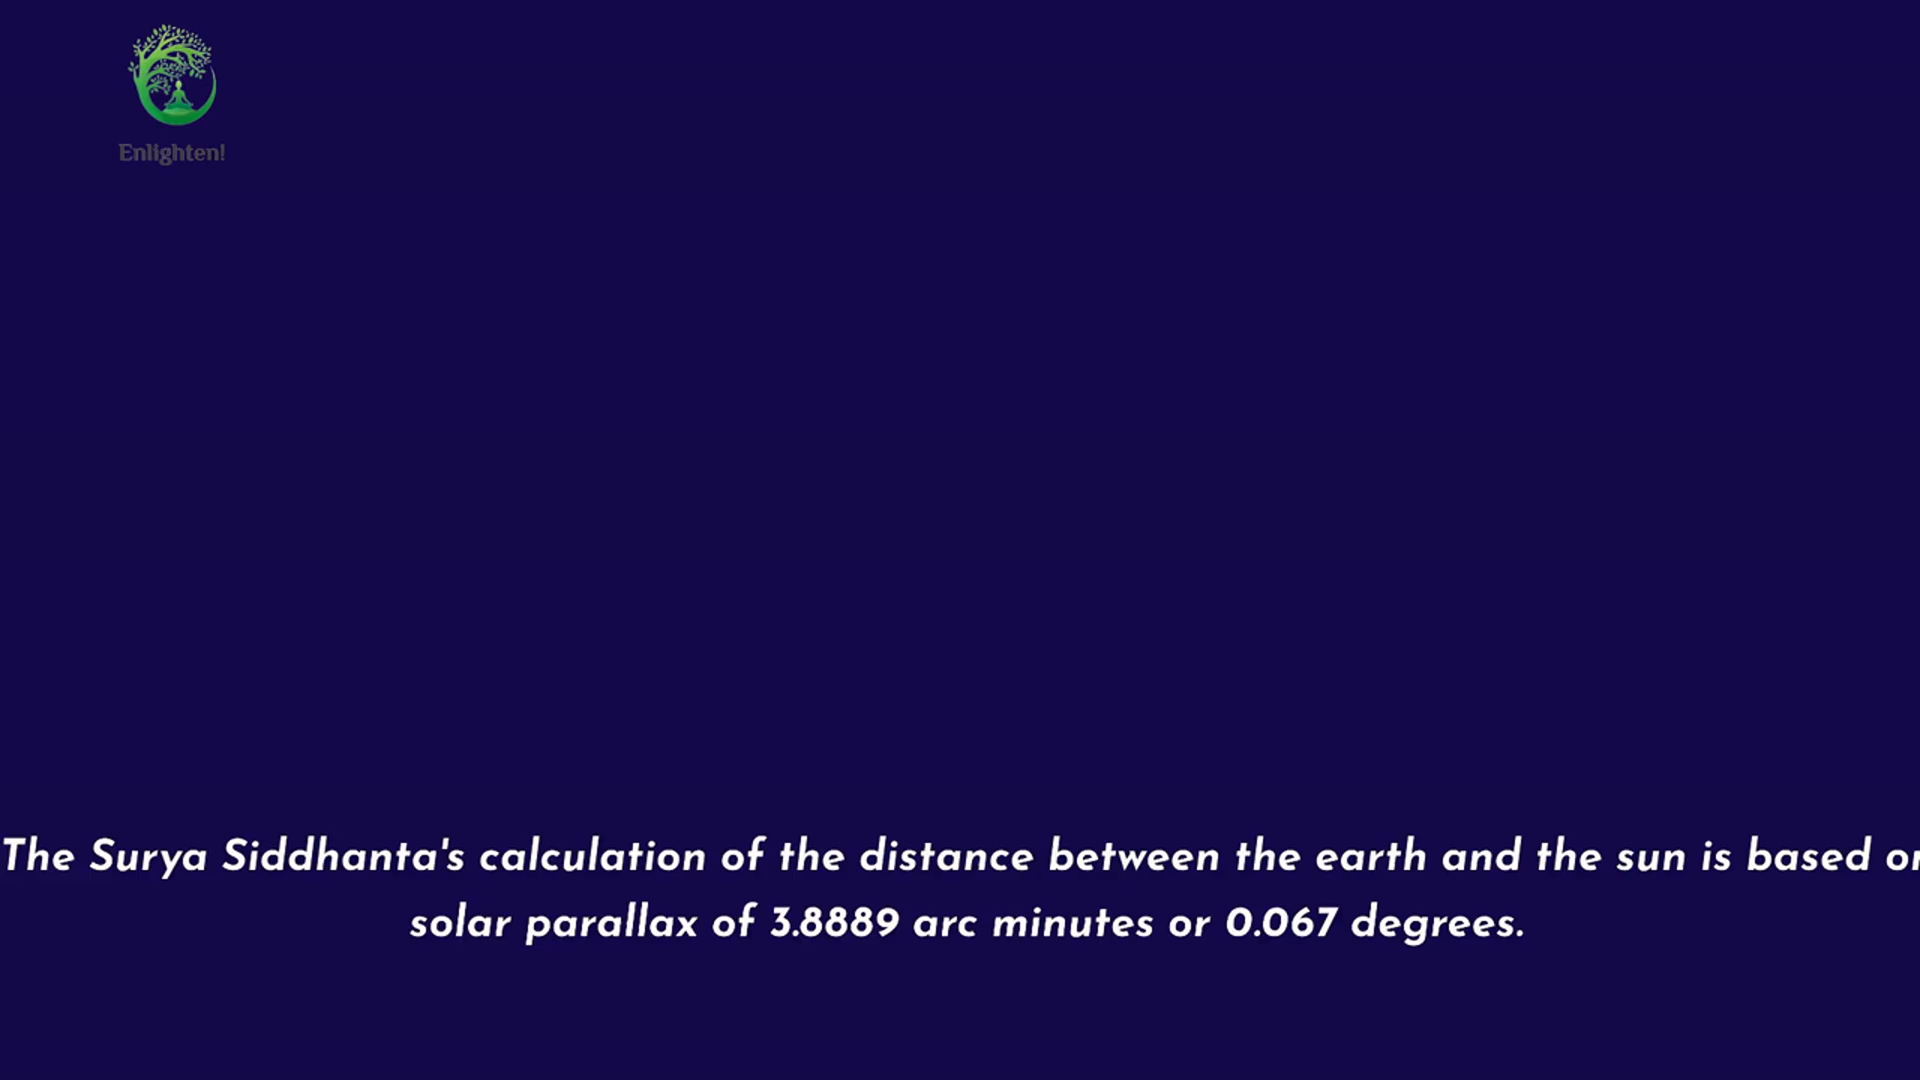 Enlighten!
The Surya Siddhanta's calculation of the distance between the earth and the sun is based
solar parallax of 3.8889 arc minutes or 0.067 degrees.